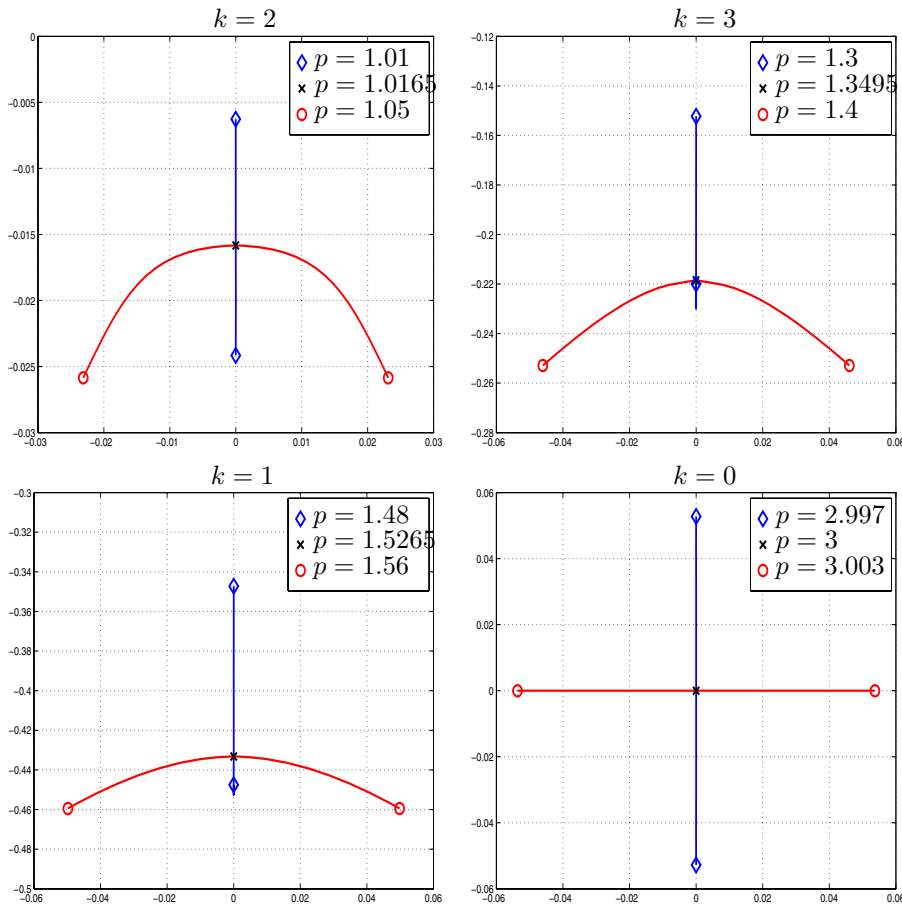 k = 2
p = 1.01
p = 1.0165
p = 1.05
0
−0.005
−0.01
−0.015
−0.02
−0.025
−0.03
−0.03 −0.02 −0.01 0 0.01 0.02 0.03
k = 3
p = 1.3
p = 1.3495
p = 1.4
−0.12
−0.14
−0.16
−0.18
−0.2
−0.22
−0.24
−0.26
−0.28
−0.06 −0.04 −0.02 0 0.02 0.04 0.06
k = 1
p = 1.48
p = 1.5265
p = 1.56
−0.3
−0.32
−0.34
−0.36
−0.38
−0.4
−0.42
−0.44
−0.46
−0.48
−0.5
−0.06 −0.04 −0.02 0 0.02 0.04 0.06
k = 0
p = 2.997
p = 3
p = 3.003
0.06
0.04
0.02
0
−0.02
−0.04
−0.06
−0.06 −0.04 −0.02 0 0.02 0.04 0.06